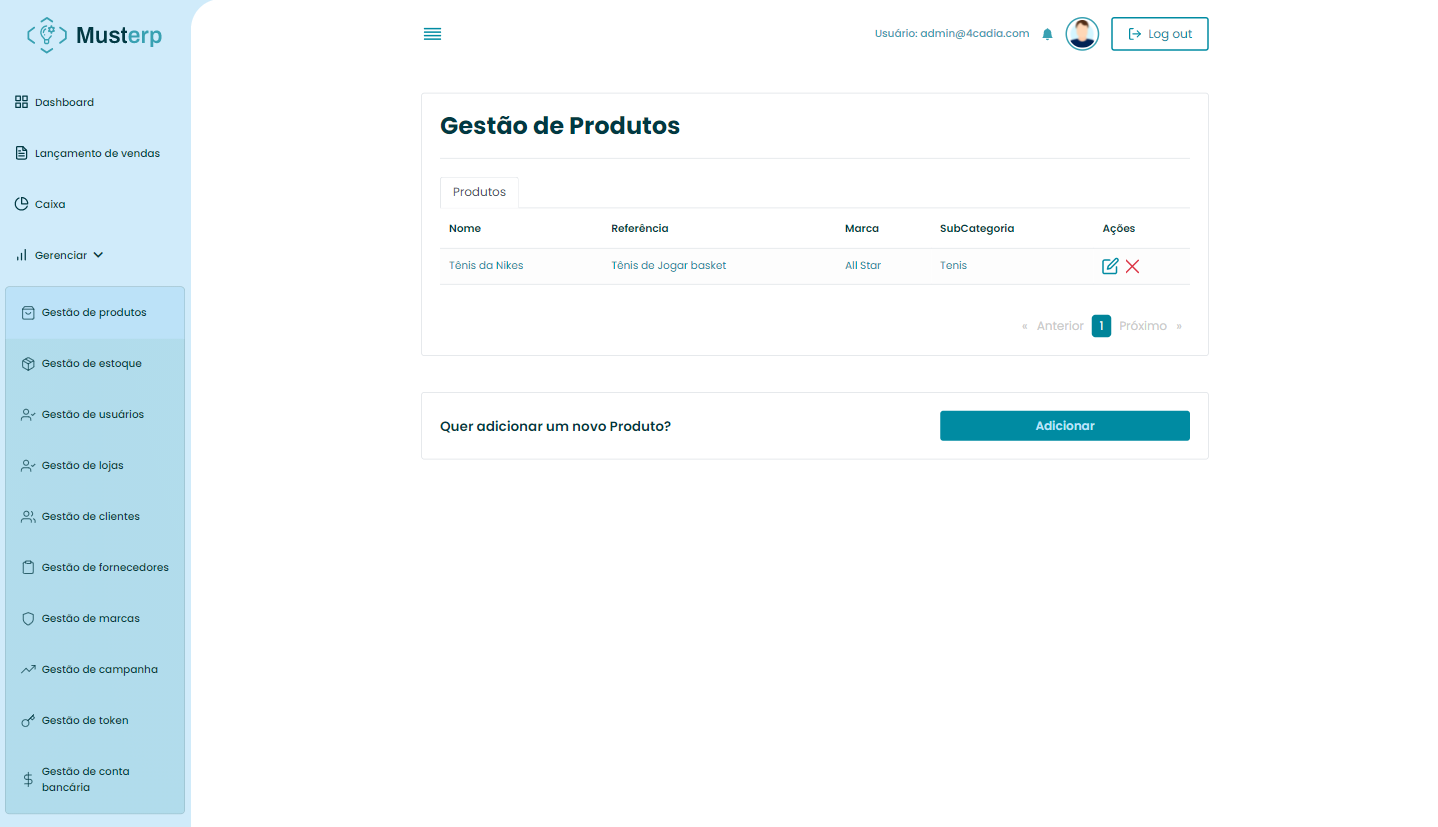 Musterp
Usuário: admin@4cadia.com
Log out
Dashboard
Lançamento de vendas
Caixa
Gerenciar
Gestão de produtos
Gestão de estoque
Gestão de usuários
Gestão de lojas
Gestão de clientes
Gestão de fornecedores
Gestão de marcas
Gestão de campanha
Gestão de token
Gestão de conta
bancária
Gestão de Produtos
Produtos
Nome Referência Marca SubCategoria Ações
Tênis da Nikes Tênis de Jogar basket All Star Tenis
« Anterior 1 Próximo »
Quer adicionar um novo Produto? Adicionar